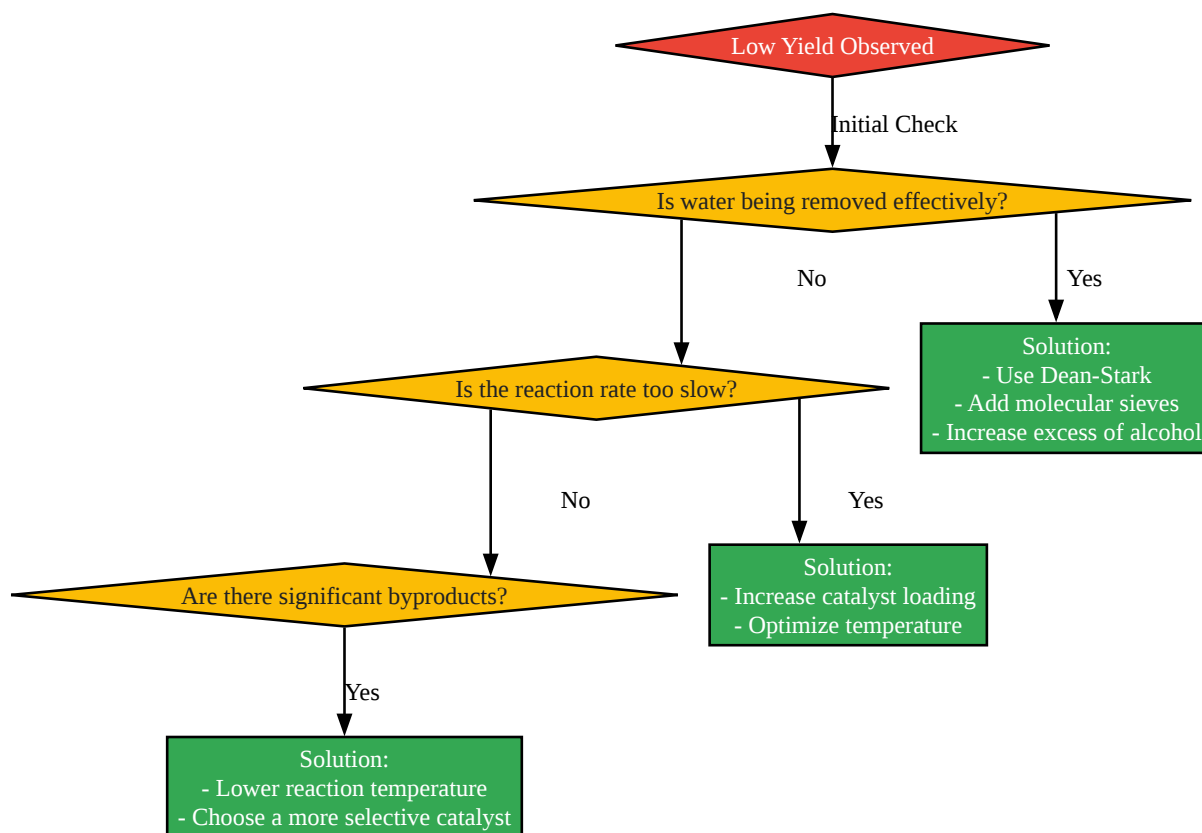 Low Yield Observed
Initial Check
Is water being removed effectively?
No
Yes
Solution:
- Use Dean-Stark
- Add molecular sieves
- Increase excess of alcohol
Is the reaction rate too slow?
No
Yes
Solution:
- Increase catalyst loading
- Optimize temperature
Are there significant byproducts?
Yes
Solution:
- Lower reaction temperature
- Choose a more selective catalyst